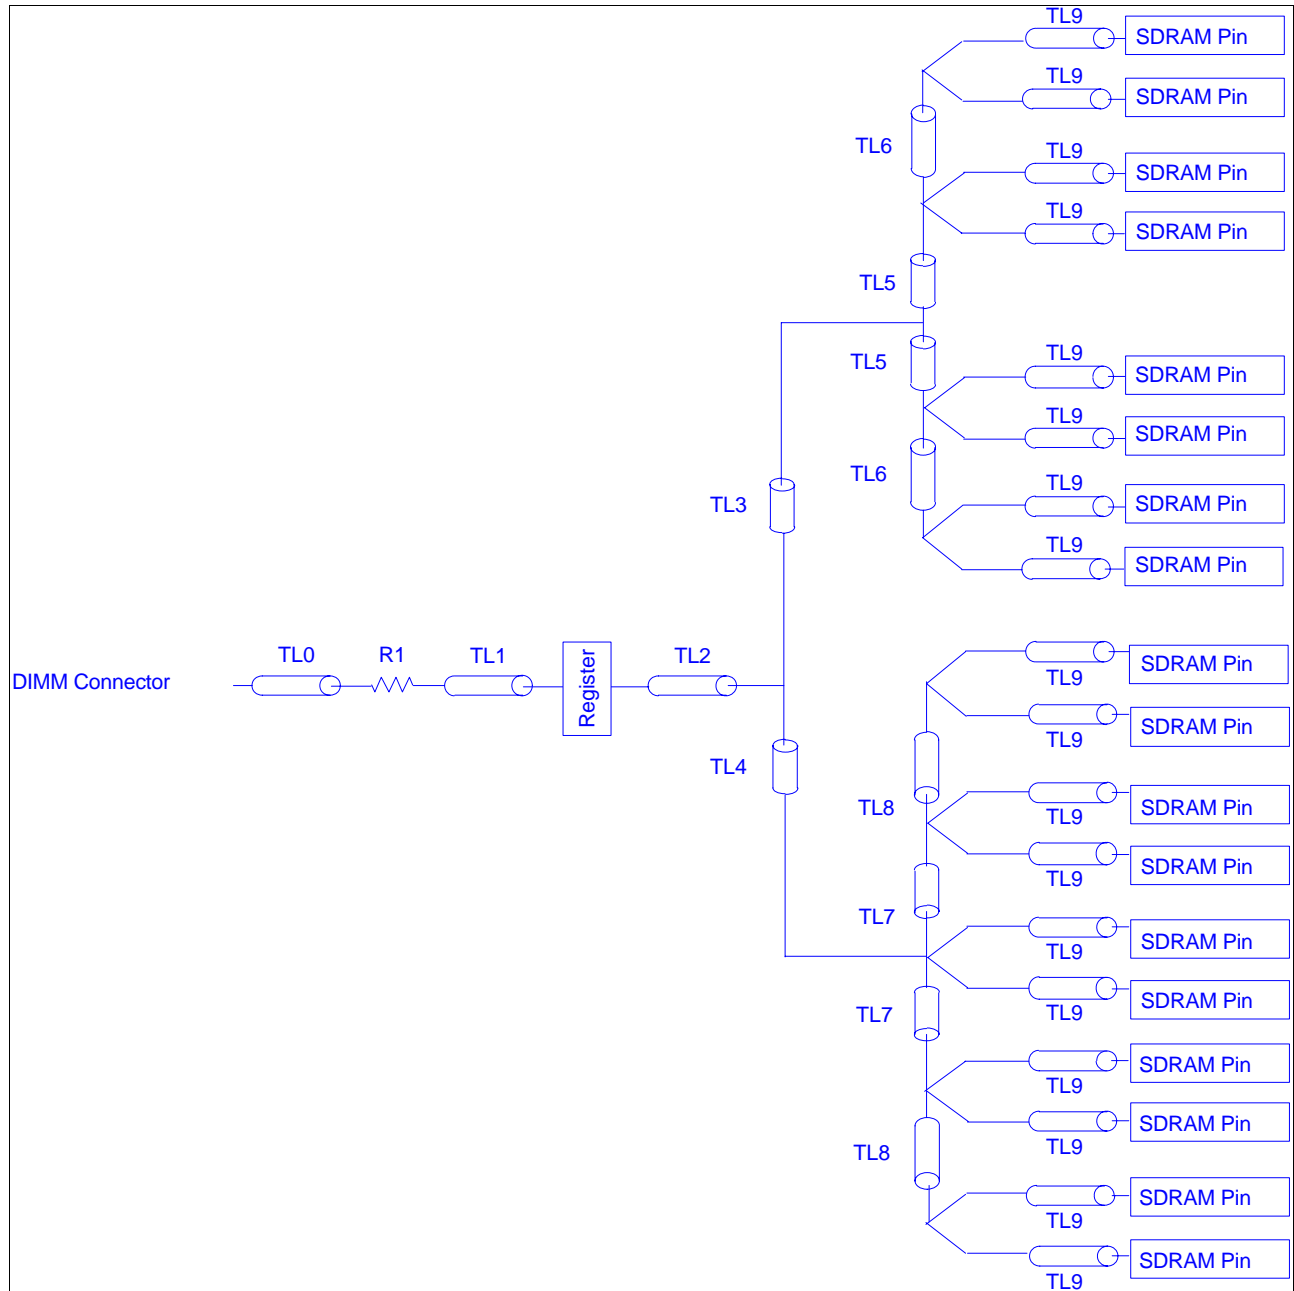 TL9
SDRAM Pin
TL9
SDRAM Pin
TL6
TL9
SDRAM Pin
TL9
SDRAM Pin
TL5
TL5
TL9
SDRAM Pin
TL9
SDRAM Pin
TL6
TL3
TL9
SDRAM Pin
TL9
SDRAM Pin
DIMM Connector
TL0
R1
TL1
Register
TL2
TL4
SDRAM Pin
TL9
SDRAM Pin
TL9
TL8
SDRAM Pin
TL9
SDRAM Pin
TL9
TL7
SDRAM Pin
TL9
TL7
SDRAM Pin
TL9
SDRAM Pin
TL9
SDRAM Pin
TL9
TL8
SDRAM Pin
TL9
SDRAM Pin
TL9